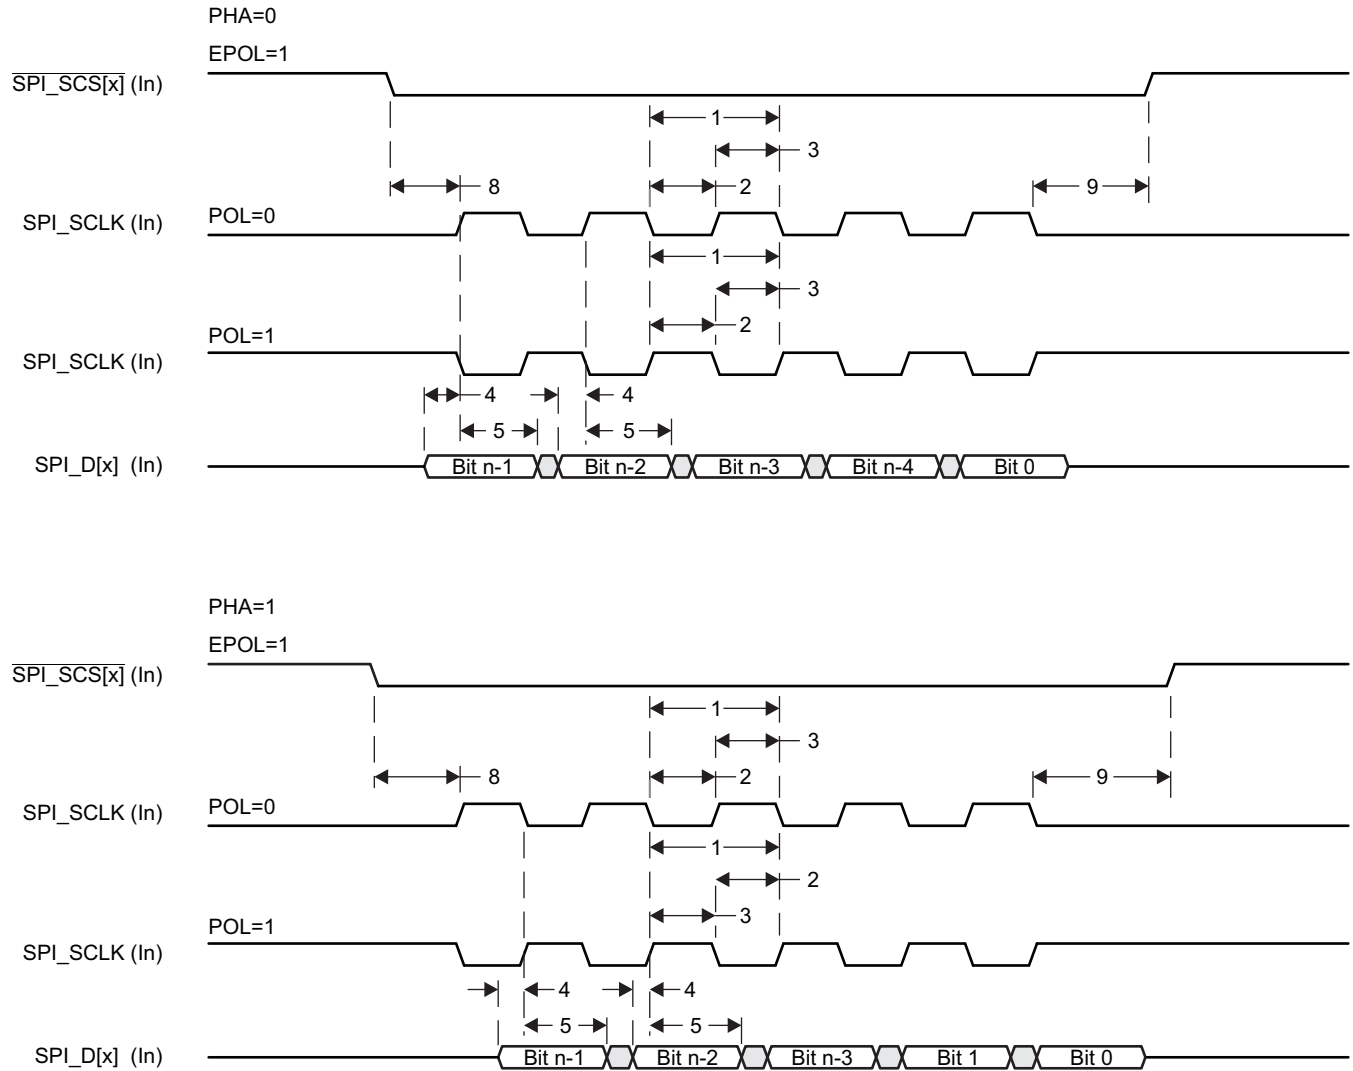 PHA=0
EPOL=1
SPI_SCS[x] (In)
1
3
8
2
9
SPI_SCLK (In)
POL=0
1
3
2
POL=1
SPI_SCLK (In)
4
4
5
5
SPI_D[x] (In)
Bit n-1
Bit n-2
Bit n-3
Bit n-4
Bit 0
PHA=1
EPOL=1
SPI_SCS[x] (In)
1
3
8
2
9
POL=0
SPI_SCLK (In)
1
2
3
POL=1
SPI_SCLK (In)
4
4
5
5
SPI_D[x] (In)
Bit n-1
Bit n-2
Bit n-3
Bit 1
Bit 0